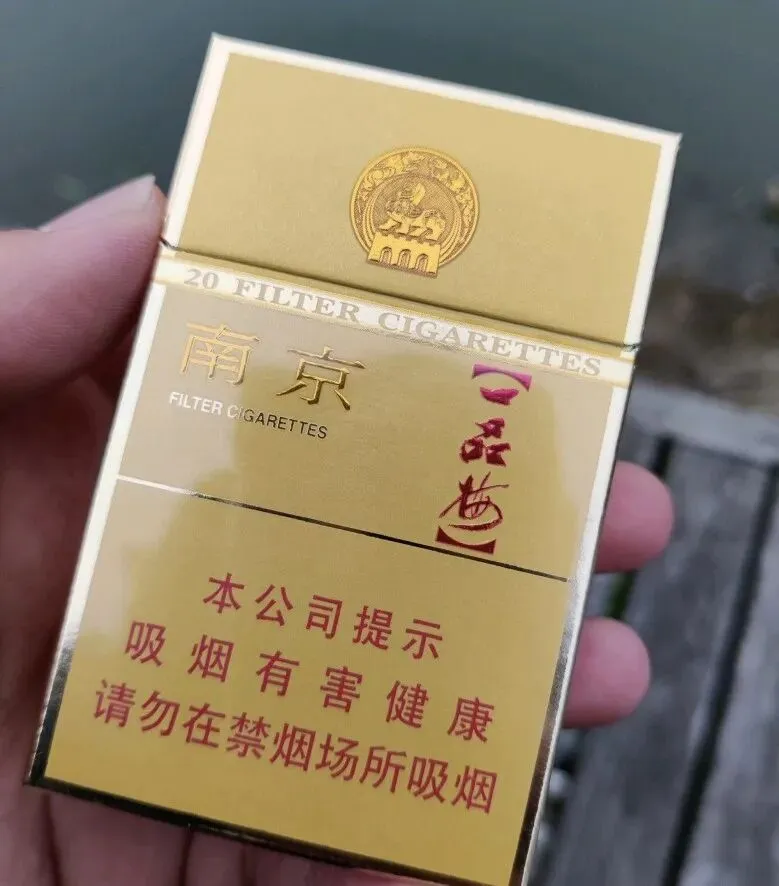 20 FILTER CIGARETTES
南京
FILTER CIGARETTES
【一品梅】
本公司提示
吸烟有害健康
请勿在禁烟场所吸烟